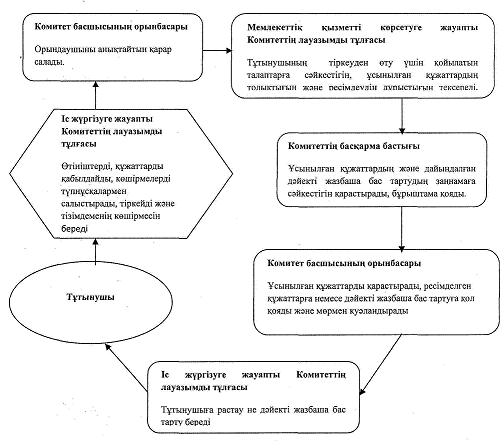 Комитет басшысының орынбасары
Орындаушыны анықтайтын қарар
салады.
Мемлекеттік қызметті көрсетуге жауапты
Комитеттің лауазымды тұлғасы
Тұтынушының тіркеуден өту үшін қойылатын
талаптарға сәйкестігін, ұсынылған құжаттардың
толықтығын және ресімделуін дұрыстығын тексереді.
Іс жүргізуге жауапты
Комитеттің лауазымды
тұлғасы
Өтініштерді, құжаттарды
қабылдайды, көшірмелерді
түпнұсқалармен
салыстырады, тіркейді және
тізімдеменің көшірмесін
береді
Комитеттің басқарма бастығы
Ұсынылған құжаттардың және дайындалған
дәйекті жазбаша бас тартудың заңнамаға
сәйкестігін қарастырады, бұрыштама қояды.
Комитет басшысының орынбасары
Ұсынылған құжаттарды қарастырады, ресімделген
құжаттарға немесе дәйекті жазбаша бас тартуға қол
қояды және мөрмен куәландырады
Тұтынушы
Іс жүргізуге жауапты Комитеттің
лауазымды тұлғасы
Тұтынушыға растау не дәйекті жазбаша бас
тарту береді